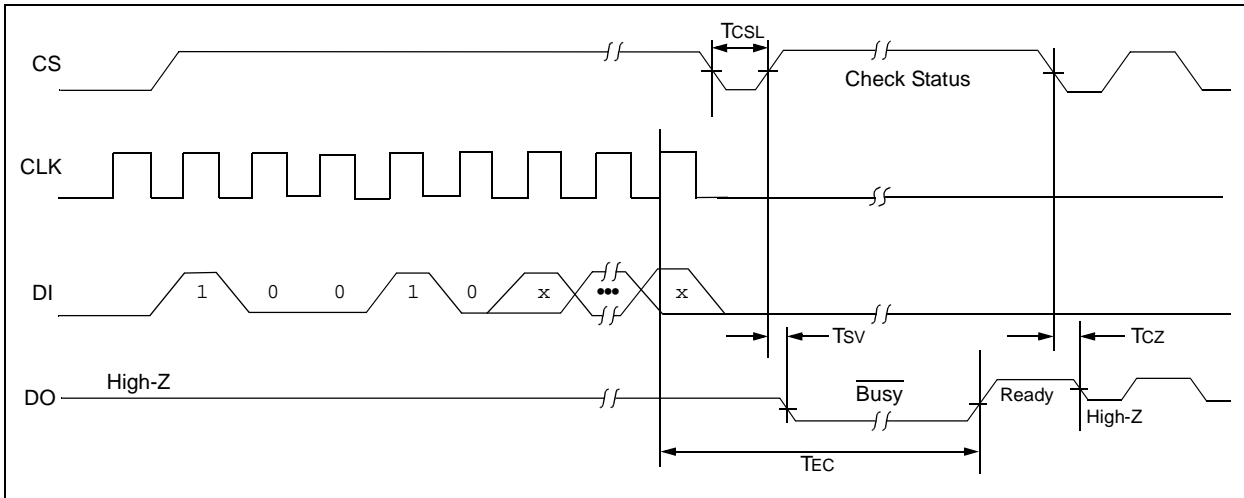 TCSL
CS
Check Status
CLK
DI 1 0 0 1 0 x ••• x
TSV
TCZ
High-Z
DO
Busy
Ready
High-Z
TEC